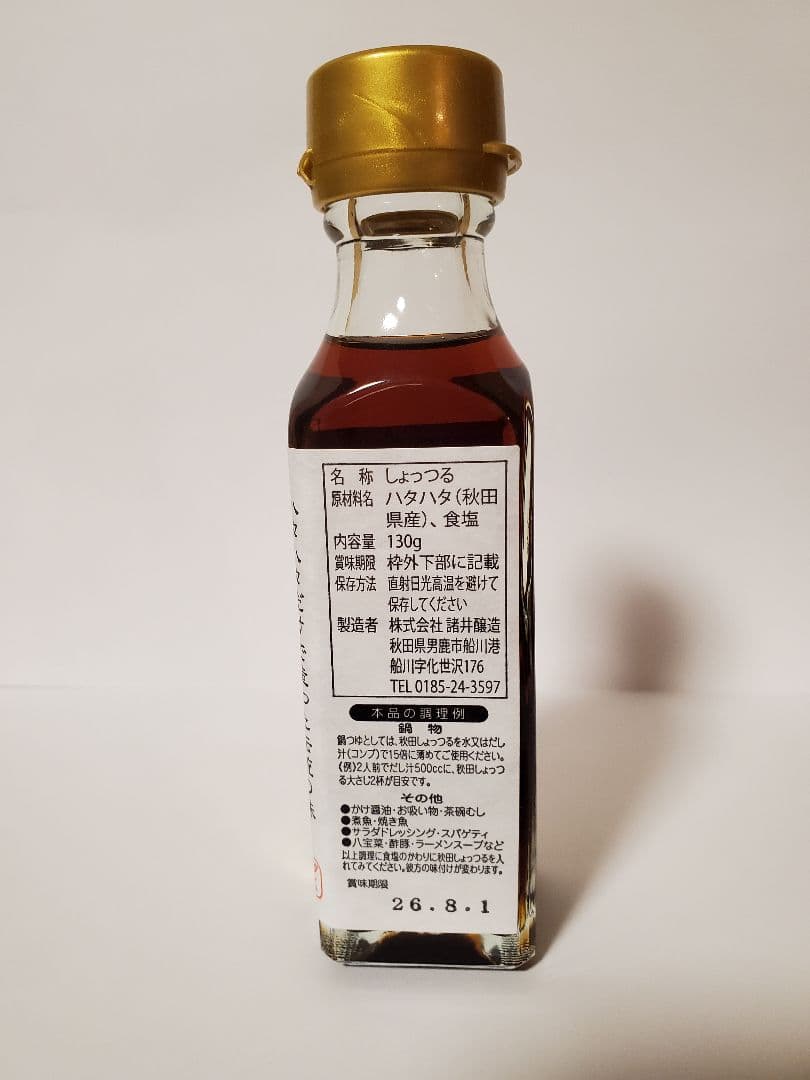 名称 しょっつる
原材料名 ハタハタ(秋田
県産)、食塩
内容量 130g
賞味期限 枠外下部に記載
保存方法 直射日光高温を避けて
保存してください
製造者 株式会社 諸井醸造
秋田県男鹿市船川港
船川字化世沢176
TEL 0185-24-3597
本品の調理例
鍋物
鍋つゆとしては、秋田しょっつるを水又はだし
汁(コンブ)で15倍に薄めてご使用ください。
《例》2人前でだし汁500ccに、秋田しょっつ
る大さじ2杯が目安です。
その他
●かけ醤油・お吸い物・茶碗むし
●煮魚・焼き魚
●サラダドレッシング・スパゲティ
●八宝菜・酢豚・ラーメンスープなど
以上調理に食塩のかわりに秋田しょっつるを入
れてみてください。彼方の味付けが変わります。
賞味期限
26.8.1